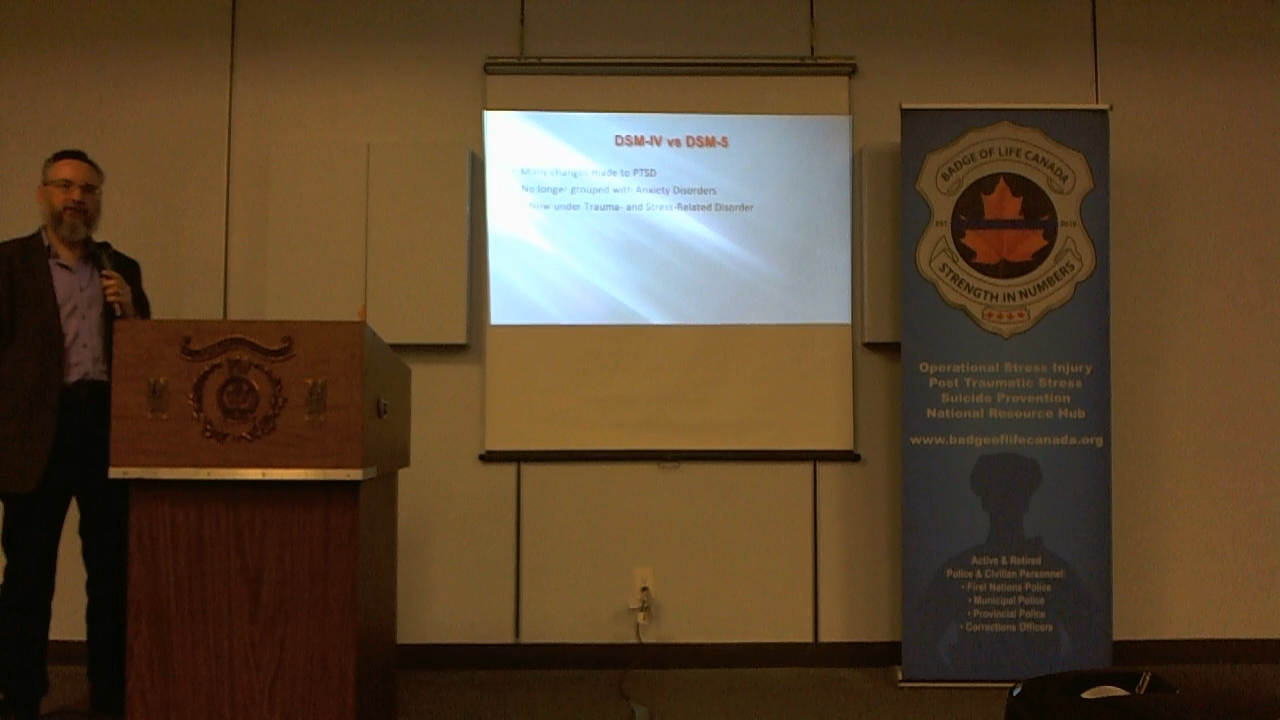 DSM-IV vs DSM-5
Many changes made to PTSD
No longer grouped with Anxiety Disorders
Now under Trauma- and Stress-Related Disorder
BADGE OF LIFE CANADA
EST. 2010
STRENGTH IN NUMBERS
Operational Stress Injury
Post Traumatic Stress
Suicide Prevention
National Resource Hub
www.badgeoflifecanada.org
Active & Retired
Police & Civilian Personnel:
• First Nations Police
• Municipal Police
• Provincial Police
• Corrections Officers